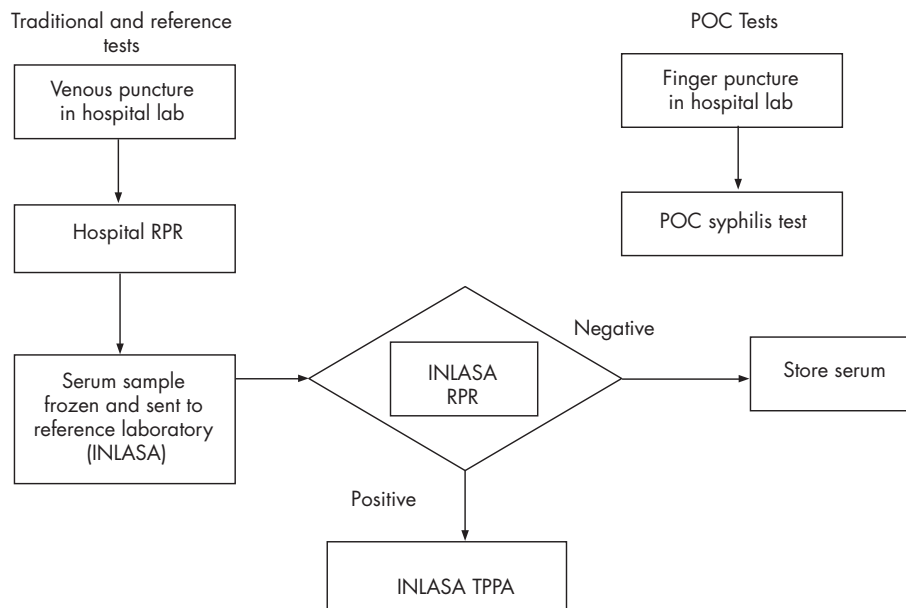 Traditional and reference
tests
Venous puncture
in hospital lab
Hospital RPR
Serum sample
frozen and sent to
reference laboratory
(INLASA)
POC Tests
Finger puncture
in hospital lab
POC syphilis test
INLASA
RPR
Negative
Store serum
Positive
INLASA TPPA